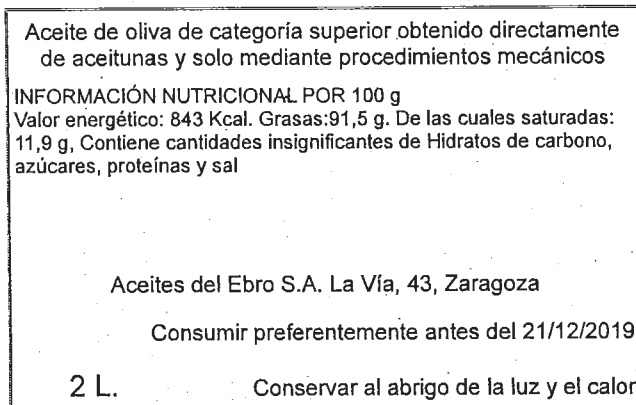 Aceite de oliva de categoría superior obtenido directamente
de aceitunas y solo mediante procedimientos mecánicos
INFORMACIÓN NUTRICIONAL POR 100 g
Valor energético: 843 Kcal. Grasas:91,5 g. De las cuales saturadas:
11,9 g, Contiene cantidades insignificantes de Hidratos de carbono,
azúcares, proteínas y sal
Aceites del Ebro S.A. La Vía, 43, Zaragoza
Consumir preferentemente antes del 21/12/2019
2 L. Conservar al abrigo de la luz y el calor